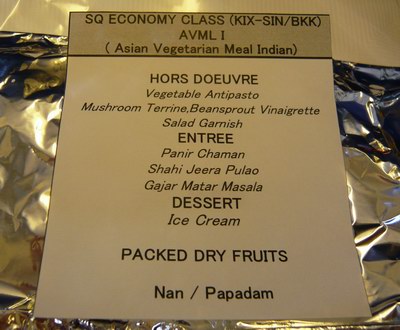 SQ ECONOMY CLASS (KIX-SIN/BKK)
AVML I
( Asian Vegetarian Meal Indian)
HORS DOEUVRE
Vegetable Antipasto
Mushroom Terrine,Beansprout Vinaigrette
Salad Garnish
ENTREE
Panir Chaman
Shahi Jeera Pulao
Gajar Matar Masala
DESSERT
Ice Cream
PACKED DRY FRUITS
Nan / Papadam